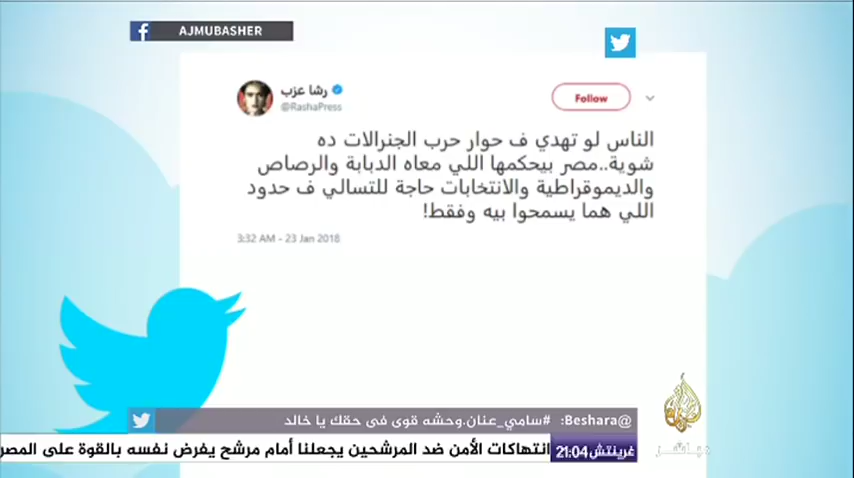 AJMUBASHER
رشا عزب
@RashaPress
Follow
الناس لو تهدي ف حوار حرب الجنرالات ده
شوية..مصر بيحكمها اللي معاه الدبابة والرصاص
والديموقراطية والانتخابات حاجة للتسالي ف حدود
اللي هما يسمحوا بيه وفقط!
3:32 AM - 23 Jan 2018
@Beshara: #سامي_عنان.وحشه قوى فى حقك يا خالد
غرينتش 21:04
انتهاكات الأمن ضد المرشحين يجعلنا أمام مرشح يفرض نفسه بالقوة على المصر
مباشر